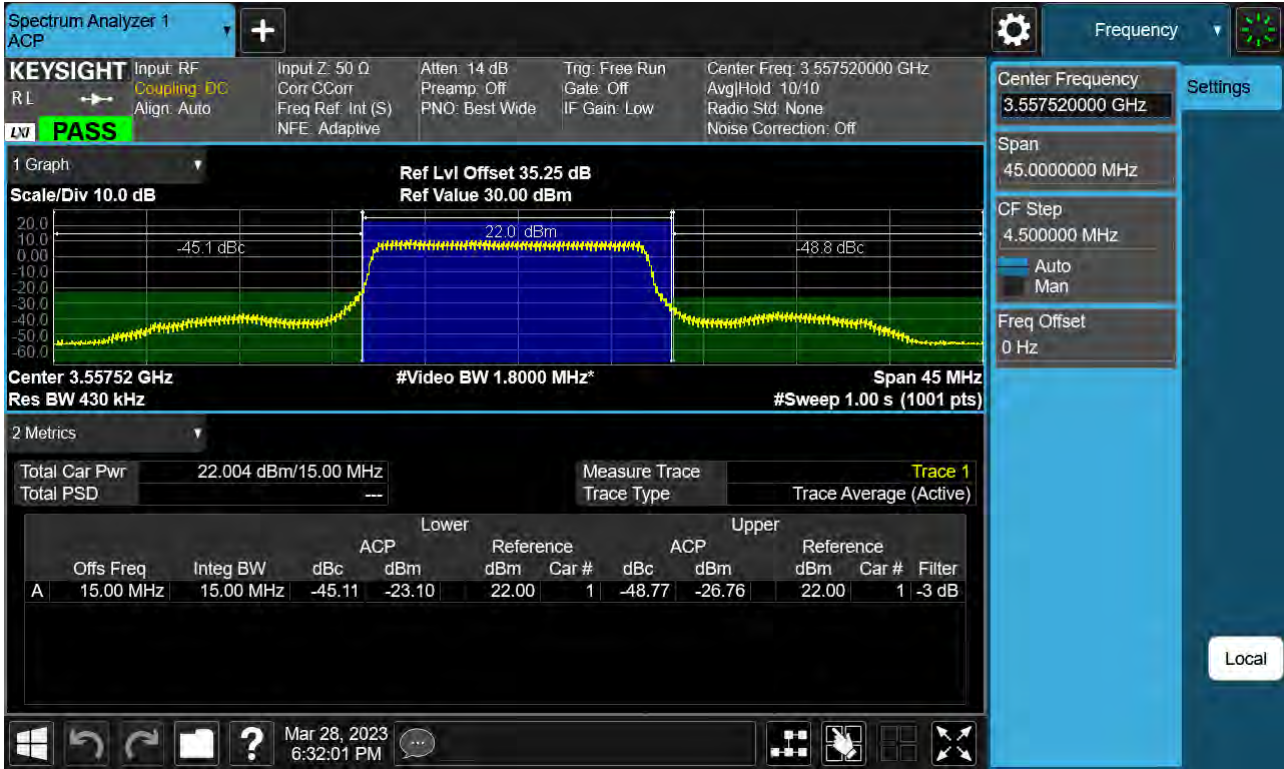 Spectrum Analyzer 1
ACP
+
Frequency
KEYSIGHT
RL
LXI PASS
Input: RF
Coupling: DC
Align: Auto
Input Z: 50 Ω
Corr CCorr
Freq Ref: Int (S)
NFE: Adaptive
Atten: 14 dB
Preamp: Off
PNO: Best Wide
Trig: Free Run
Gate: Off
IF Gain: Low
Center Freq: 3.557520000 GHz
Avg|Hold: 10/10
Radio Std: None
Noise Correction: Off
Center Frequency
3.557520000 GHz
Settings
Span
45.0000000 MHz
CF Step
4.500000 MHz
Auto
Man
Freq Offset
0 Hz
1 Graph
Scale/Div 10.0 dB
Ref Lvl Offset 35.25 dB
Ref Value 30.00 dBm
20.0
10.0
0.00
-10.0
-20.0
-30.0
-40.0
-50.0
-60.0
-45.1 dBc
22.0 dBm
-48.8 dBc
Center 3.55752 GHz
#Video BW 1.8000 MHz*
Span 45 MHz
Res BW 430 kHz
#Sweep 1.00 s (1001 pts)
2 Metrics
Total Car Pwr 22.004 dBm/15.00 MHz
Total PSD ---
Measure Trace Trace 1
Trace Type Trace Average (Active)
Lower Upper
ACP Reference ACP Reference
Offs Freq Integ BW dBc dBm dBm Car # dBc dBm dBm Car # Filter
A 15.00 MHz 15.00 MHz -45.11 -23.10 22.00 1 -48.77 -26.76 22.00 1 -3 dB
Local
?
Mar 28, 2023
6:32:01 PM